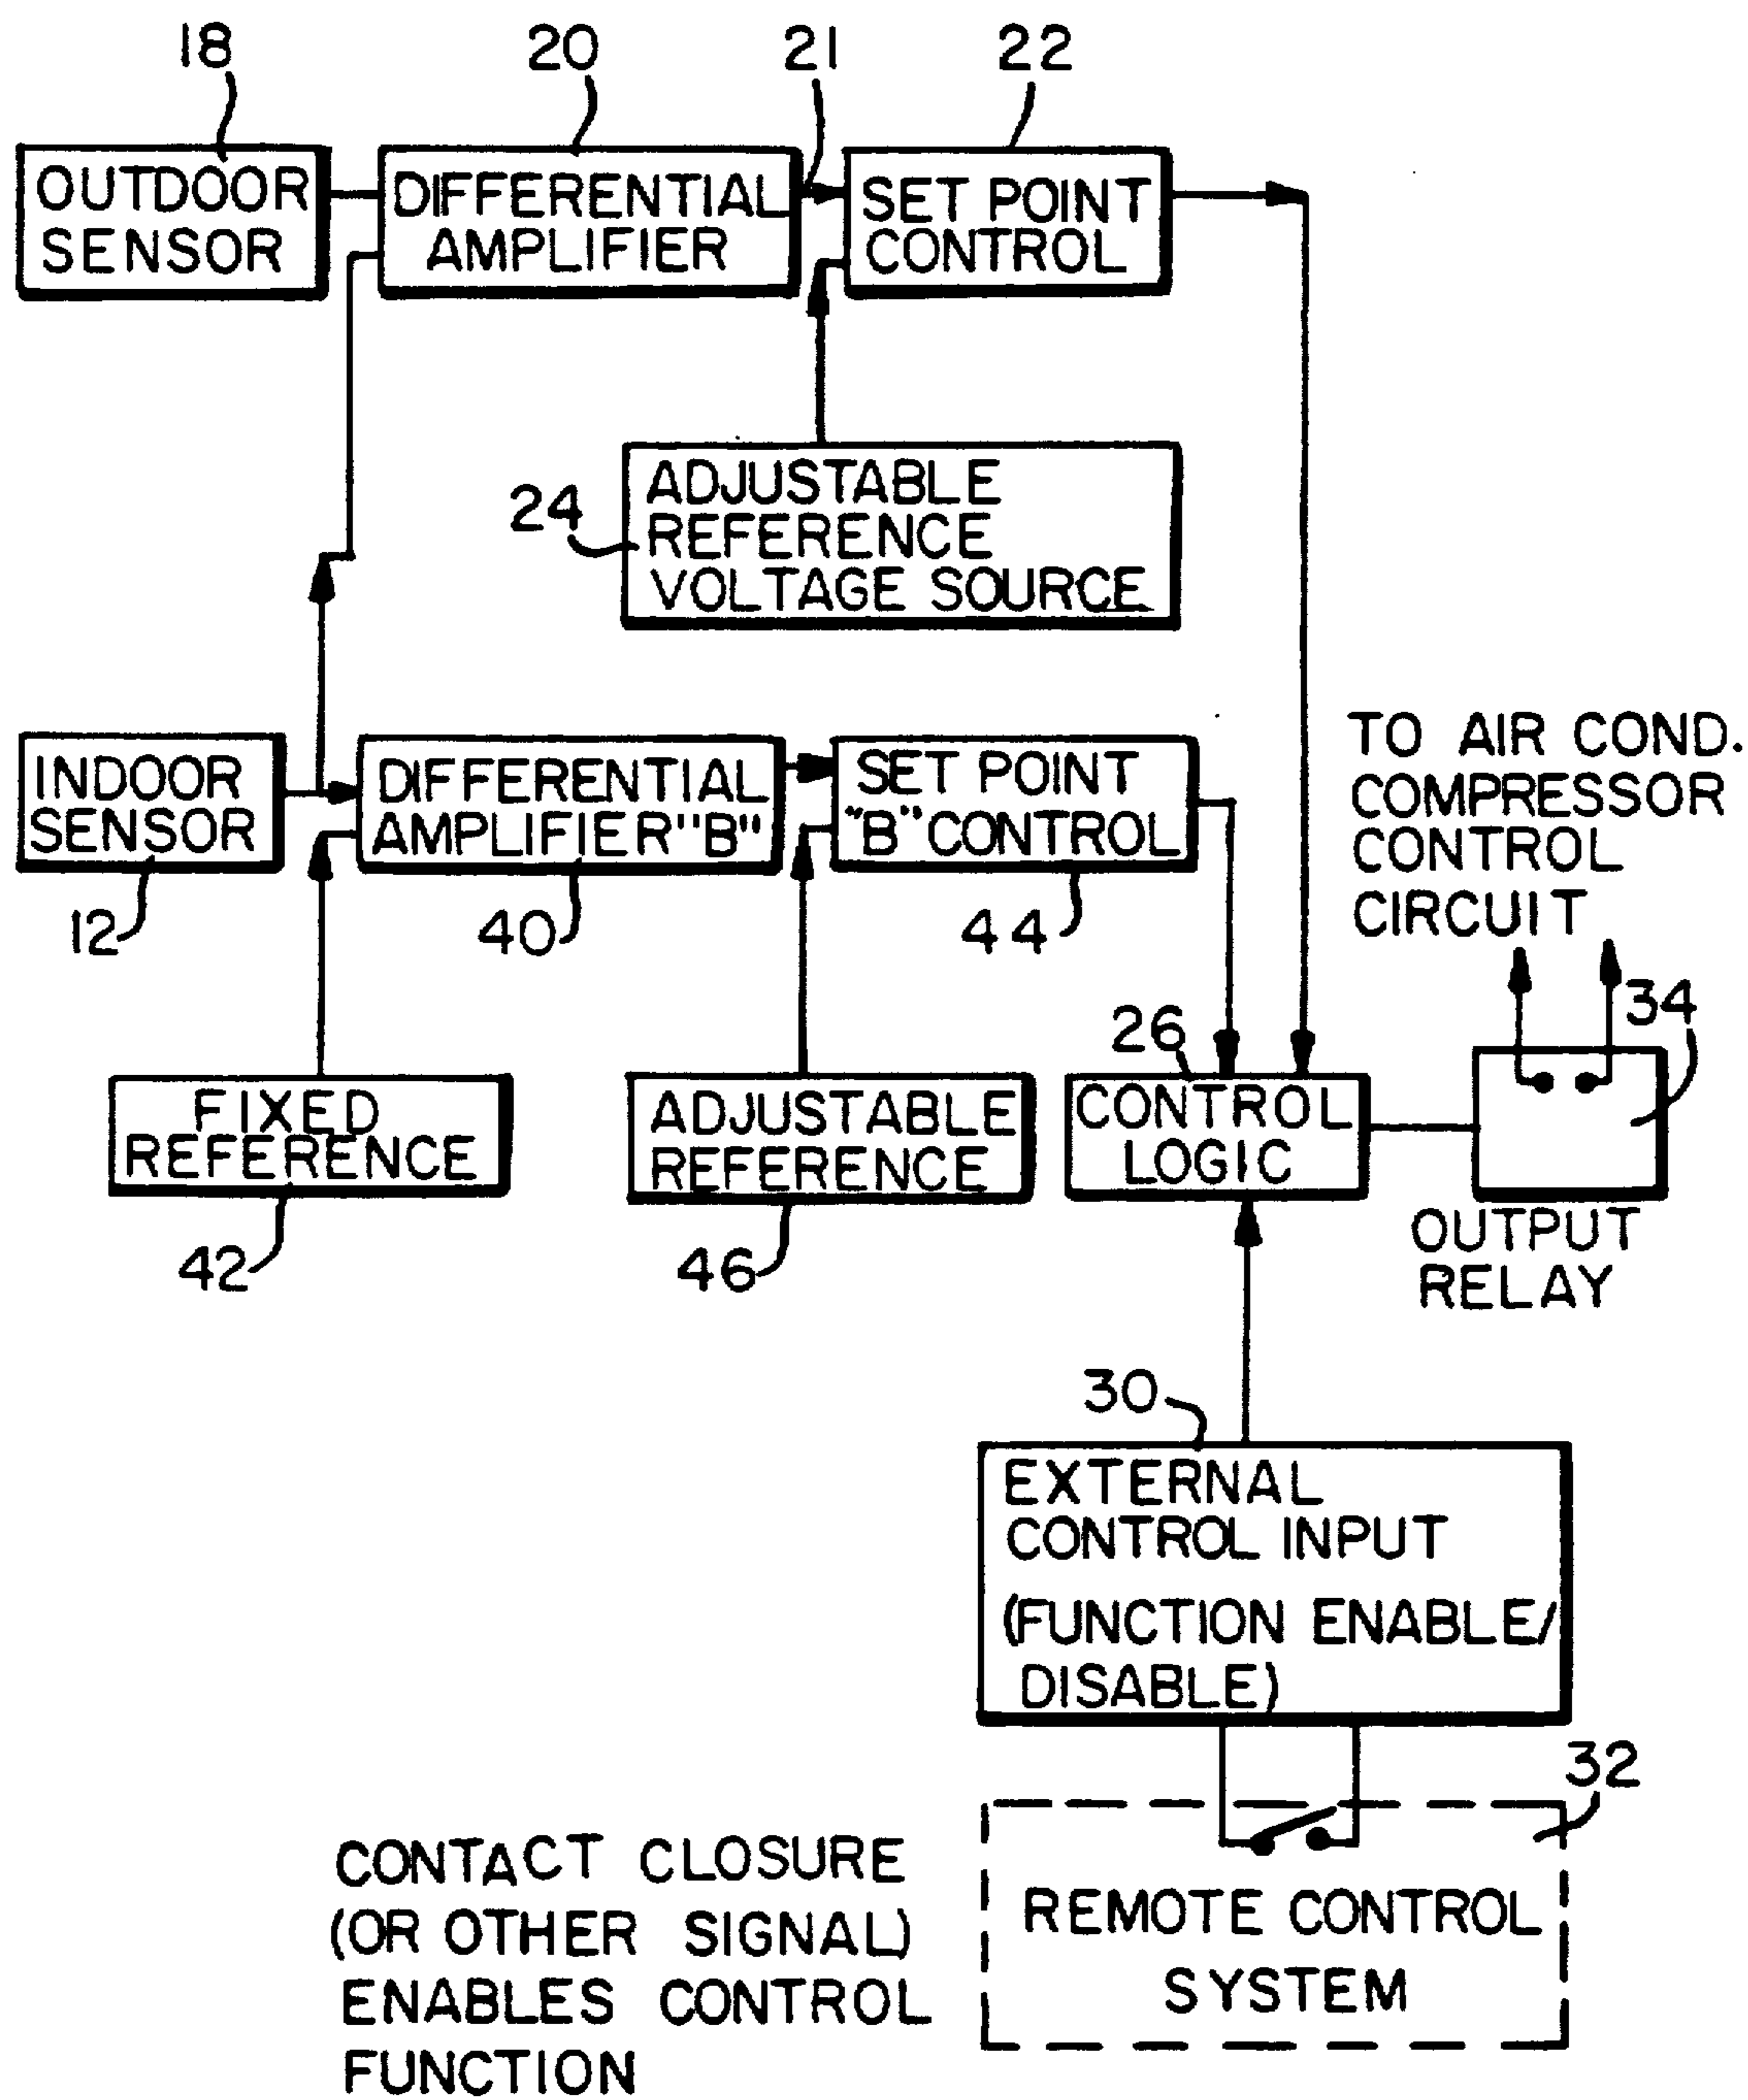 18
20
21
22
OUTDOOR
SENSOR
DIFFERENTIAL
AMPLIFIER
SET POINT
CONTROL
24
ADJUSTABLE
REFERENCE
VOLTAGE SOURCE
INDOOR
SENSOR
DIFFERENTIAL
AMPLIFIER "B"
SET POINT
"B" CONTROL
TO AIR COND.
COMPRESSOR
CONTROL
CIRCUIT
12
40
44
34
26
FIXED
REFERENCE
ADJUSTABLE
REFERENCE
CONTROL
LOGIC
OUTPUT
RELAY
42
46
30
EXTERNAL
CONTROL INPUT
(FUNCTION ENABLE/
DISABLE)
32
REMOTE CONTROL
SYSTEM
CONTACT CLOSURE
(OR OTHER SIGNAL)
ENABLES CONTROL
FUNCTION